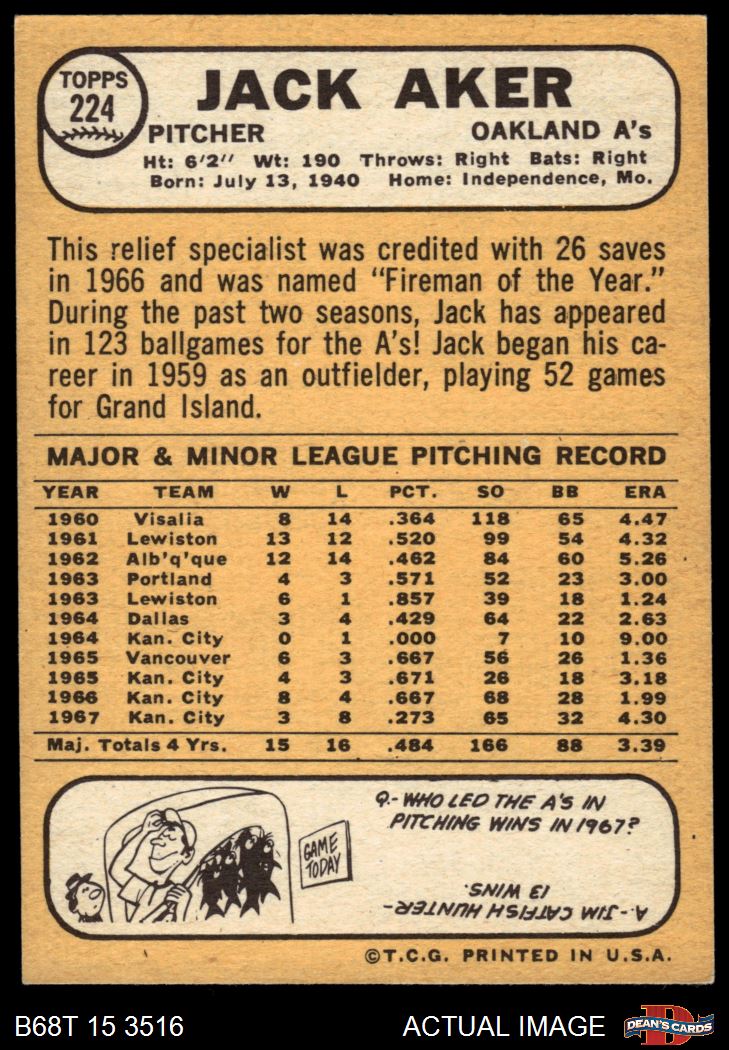 TOPPS
224
JACK AKER
PITCHER OAKLAND A's
Ht: 6'2'' Wt: 190 Throws: Right Bats: Right
Born: July 13, 1940 Home: Independence, Mo.
This relief specialist was credited with 26 saves
in 1966 and was named "Fireman of the Year."
During the past two seasons, Jack has appeared
in 123 ballgames for the A's! Jack began his ca-
reer in 1959 as an outfielder, playing 52 games
for Grand Island.
MAJOR & MINOR LEAGUE PITCHING RECORD
YEAR TEAM W L PCT. SO BB ERA
1960 Visalia 8 14 .364 118 65 4.47
1961 Lewiston 13 12 .520 99 54 4.32
1962 Alb'q'que 12 14 .462 84 60 5.26
1963 Portland 4 3 .571 52 23 3.00
1963 Lewiston 6 1 .857 39 18 1.24
1964 Dallas 3 4 .429 64 22 2.63
1964 Kan. City 0 1 .000 7 10 9.00
1965 Vancouver 6 3 .667 56 26 1.36
1965 Kan. City 4 3 .671 26 18 3.18
1966 Kan. City 8 4 .667 68 28 1.99
1967 Kan. City 3 8 .273 65 32 4.30
Maj. Totals 4 Yrs. 15 16 .484 166 88 3.39
Q.- WHO LED THE A'S IN
PITCHING WINS IN 1967?
GAME
TODAY
A.- JIM CATFISH HUNTER-
13 WINS.
©T.C.G. PRINTED IN U.S.A.
B68T 15 3516 ACTUAL IMAGE
DEAN'S CARDS